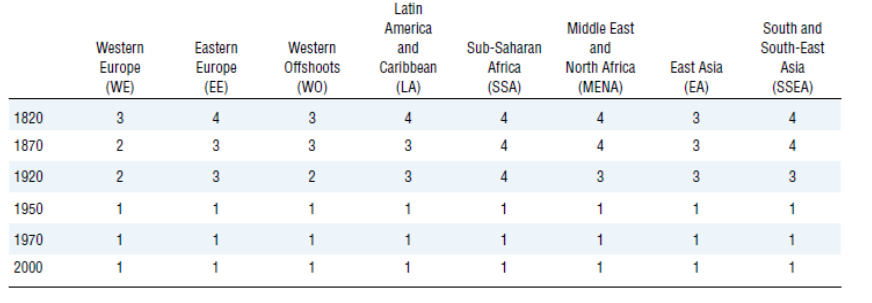 Western Europe (WE) Eastern Europe (EE) Western Offshoots (WO) Latin America and Caribbean (LA) Sub-Saharan Africa (SSA) Middle East and North Africa (MENA) East Asia (EA) South and South-East Asia (SSEA)
1820 3 4 3 4 4 4 3 4
1870 2 3 3 3 4 4 3 4
1920 2 3 2 3 4 3 3 3
1950 1 1 1 1 1 1 1 1
1970 1 1 1 1 1 1 1 1
2000 1 1 1 1 1 1 1 1